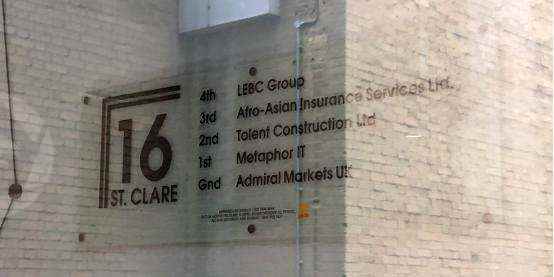 16
ST. CLARE
4th LEBC Group
3rd Afro-Asian Insurance Services Ltd.
2nd Tolent Construction Ltd
1st Metaphor IT
Gnd Admiral Markets UK